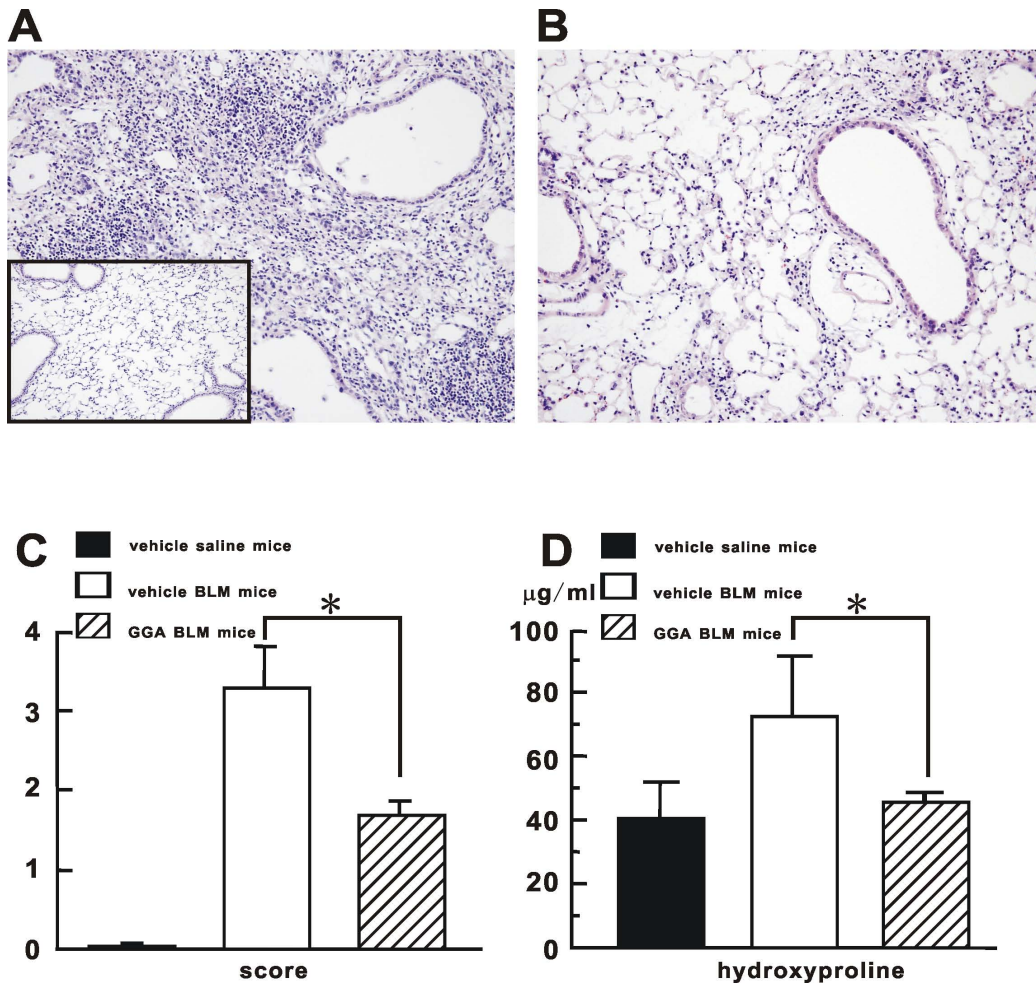 A
B
C
vehicle saline mice
vehicle BLM mice
GGA BLM mice
*
4
3
2
1
0
score
D
vehicle saline mice
vehicle BLM mice
GGA BLM mice
μg/ml
*
100
80
60
40
20
0
hydroxyproline